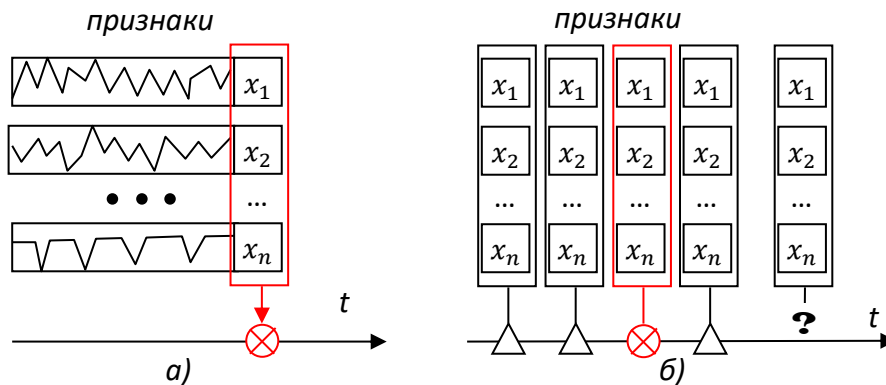 признаки признаки
x₁ x₁ x₁ x₁ x₁ x₁
x₂ x₂ x₂ x₂ x₂ x₂
... ... ... ... ... ...
xₙ xₙ xₙ xₙ xₙ xₙ
t ? t
а) б)